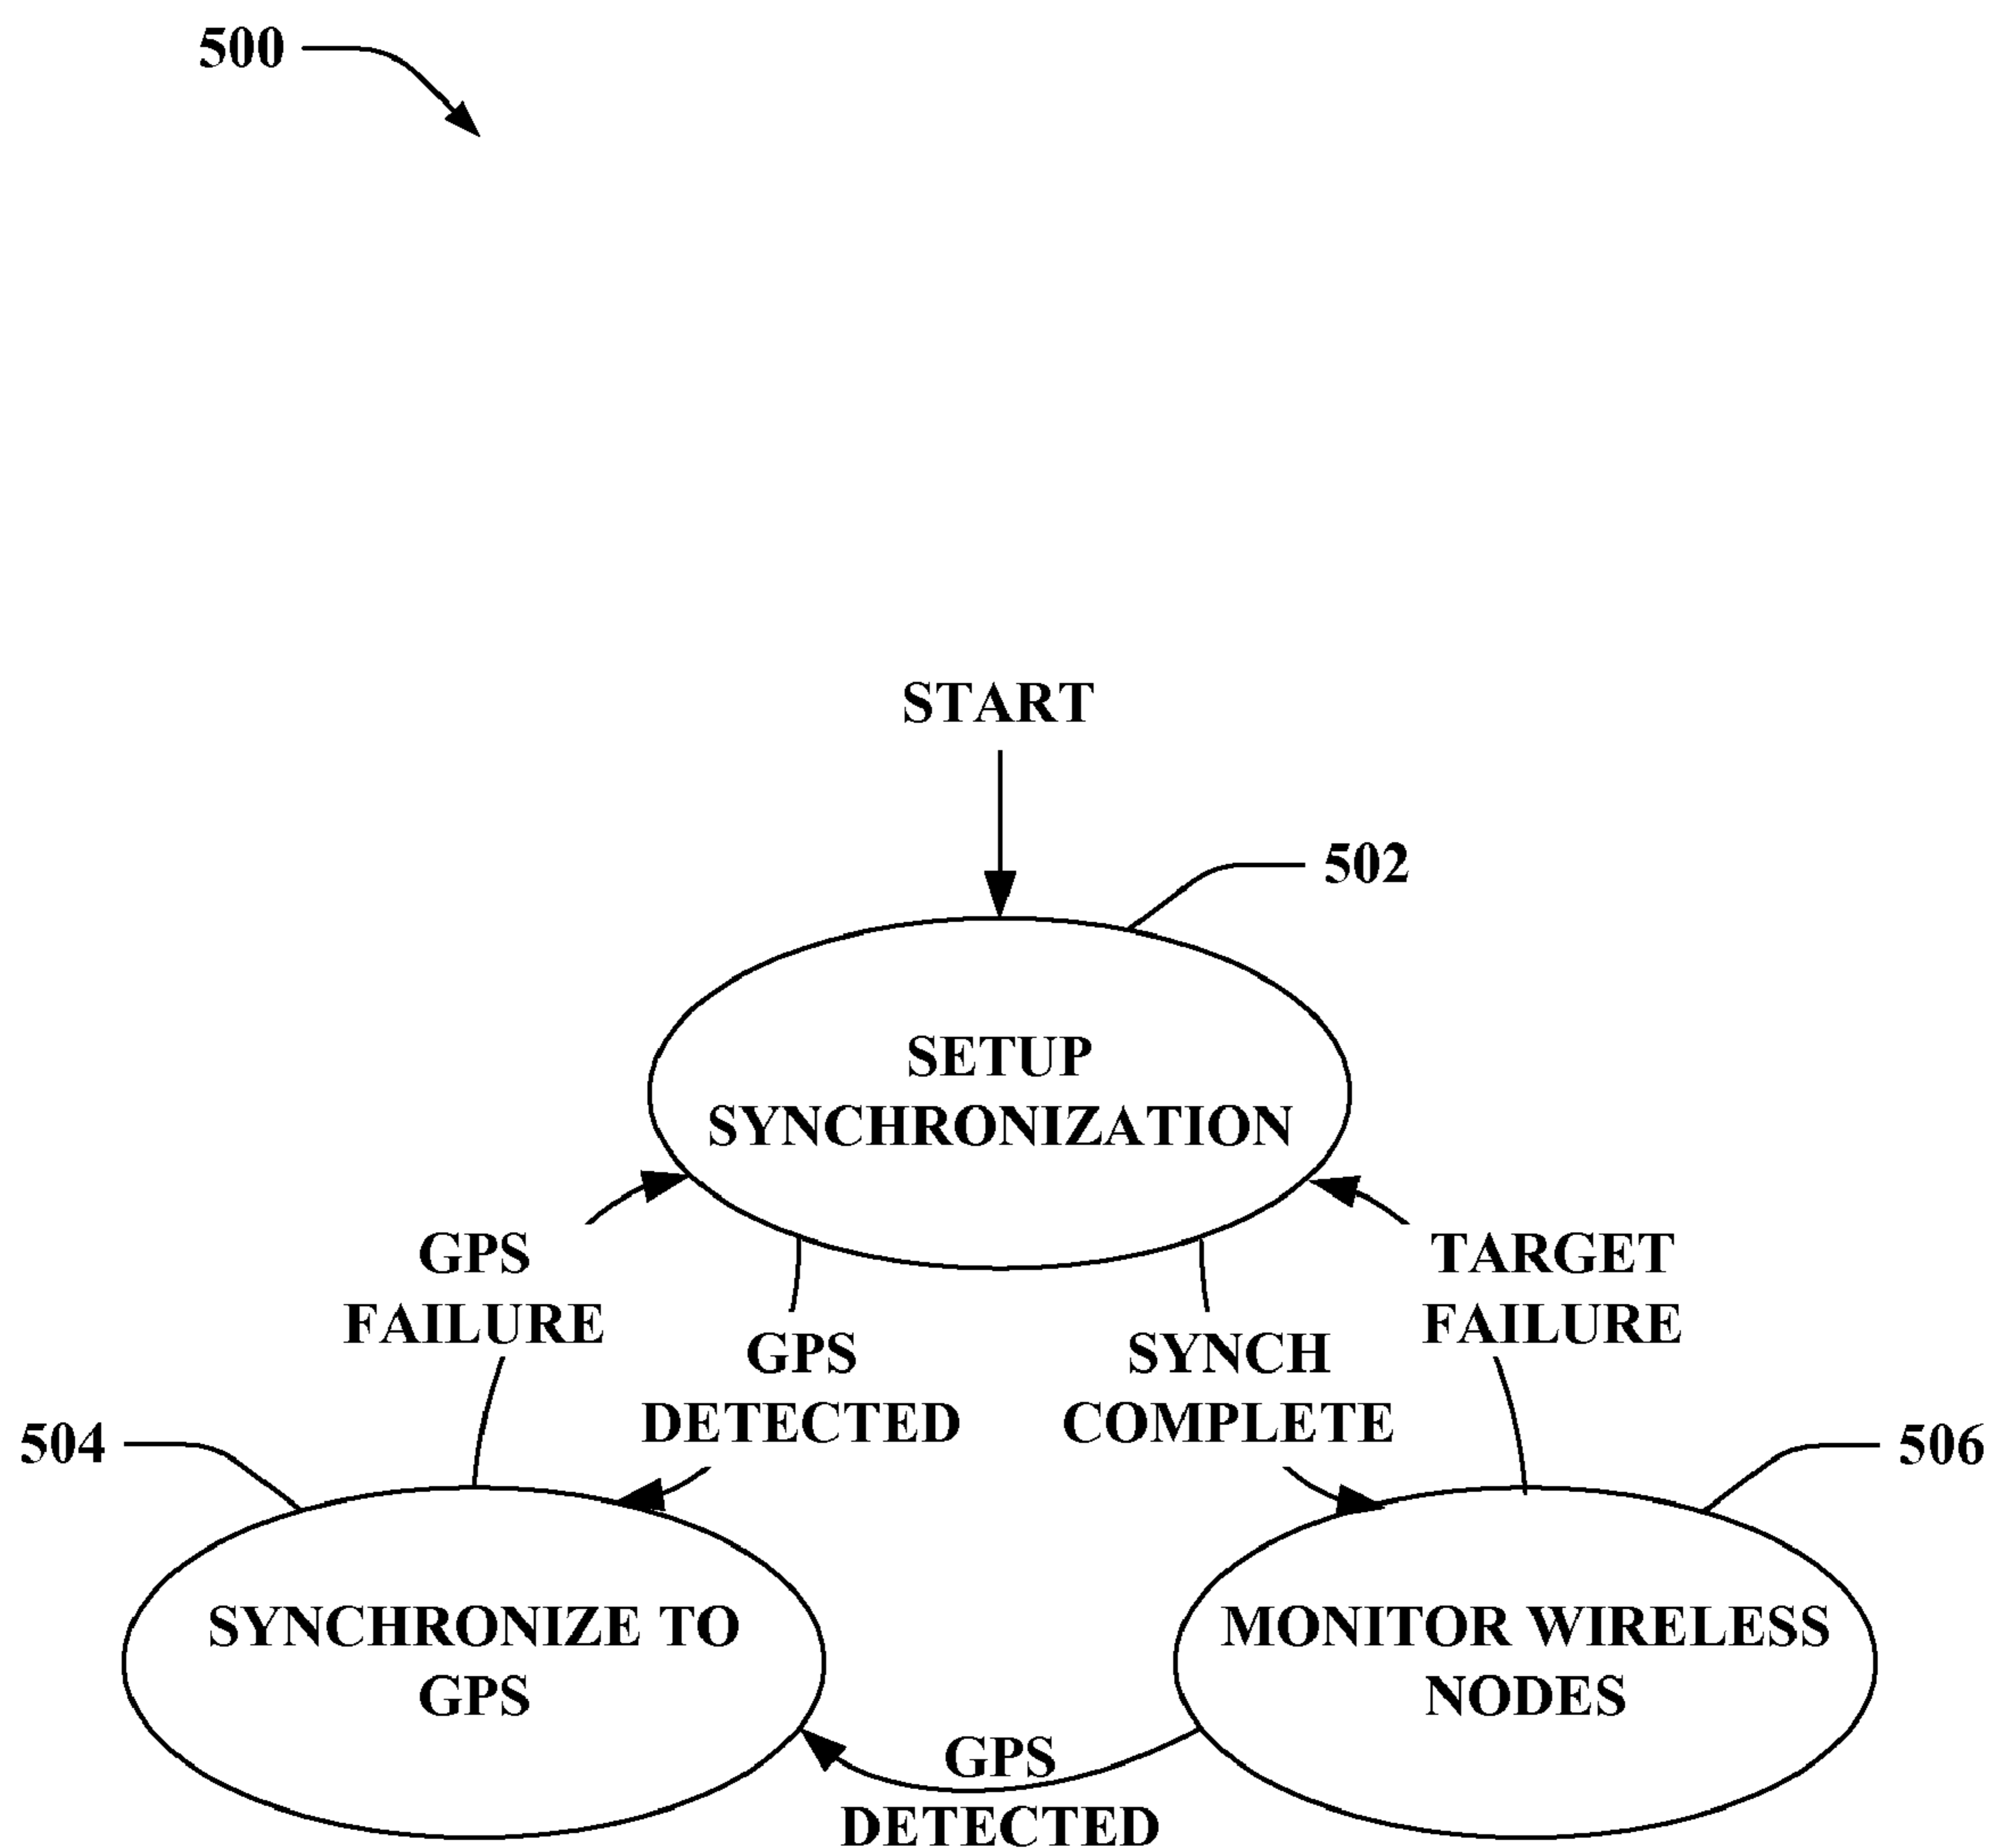 500
START
502
SETUP
SYNCHRONIZATION
GPS
FAILURE
TARGET
FAILURE
GPS
DETECTED
SYNCH
COMPLETE
504
506
SYNCHRONIZE TO
GPS
MONITOR WIRELESS
NODES
GPS
DETECTED